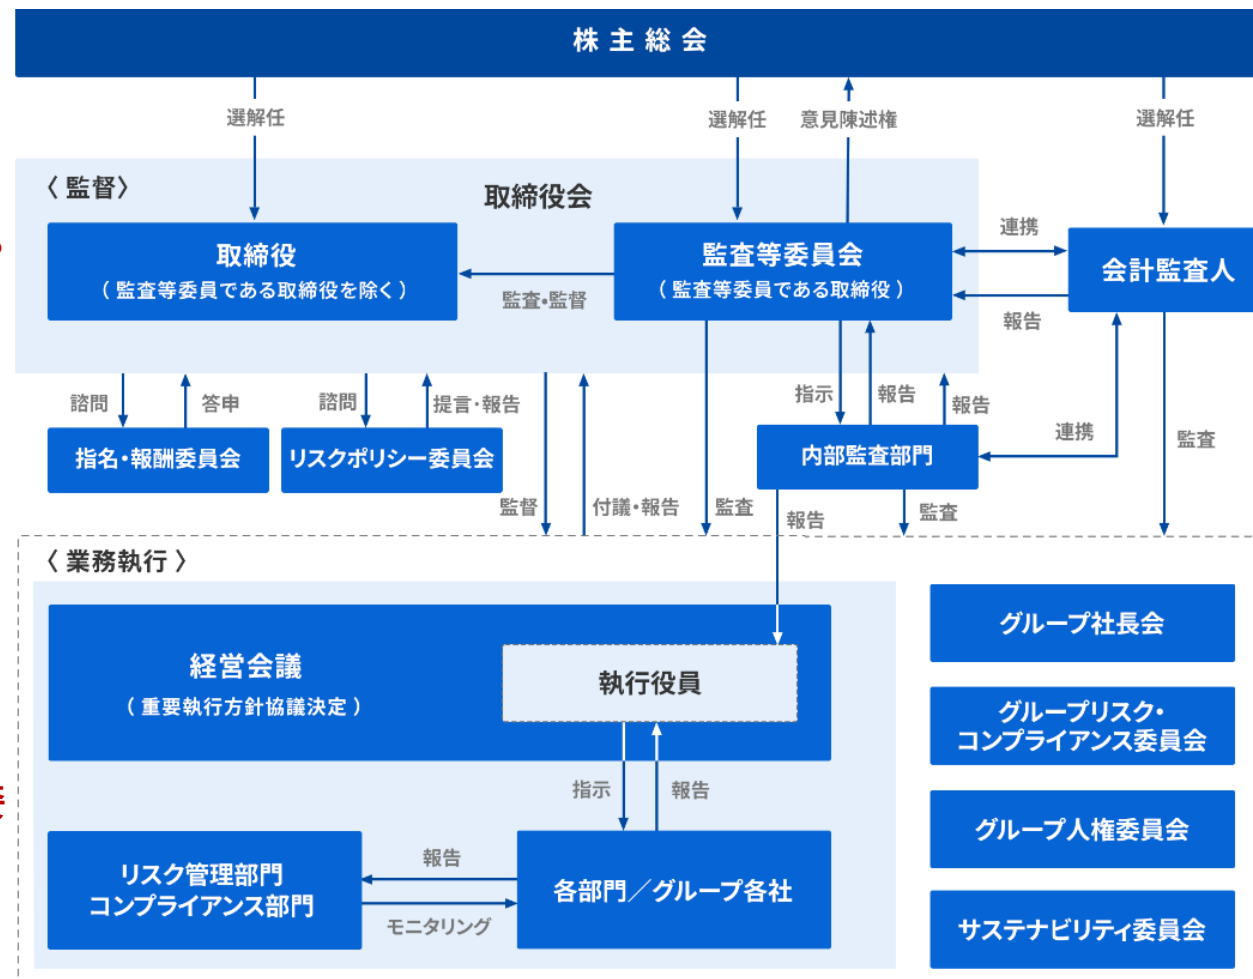 株主総会
選解任
選解任
意見陳述権
選解任
〈 監督〉
取締役会
取締役
( 監査等委員である取締役を除く )
監査・監督
監査等委員会
( 監査等委員である取締役 )
連携
報告
会計監査人
諮問
答申
諮問
提言・報告
指示
報告
報告
連携
監査
指名・報酬委員会
リスクポリシー委員会
内部監査部門
監督
付議・報告
監査
報告
監査
〈 業務執行 〉
経営会議
( 重要執行方針協議決定 )
執行役員
指示
報告
リスク管理部門
コンプライアンス部門
報告
モニタリング
各部門／グループ各社
グループ社長会
グループリスク・
コンプライアンス委員会
グループ人権委員会
サステナビリティ委員会